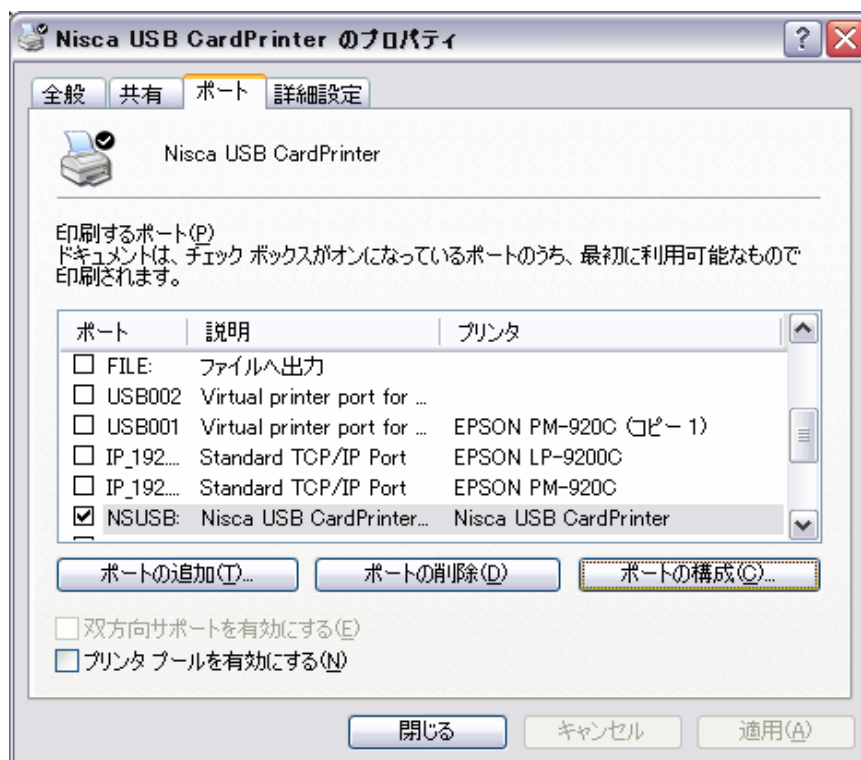 Nisca USB CardPrinter のプロパティ
全般 共有 ポート 詳細設定
Nisca USB CardPrinter
印刷するポート(P)
ドキュメントは、チェック ボックスがオンになっているポートのうち、最初に利用可能なもので
印刷されます。
ポート 説明 プリンタ
FILE: ファイルへ出力
USB002 Virtual printer port for ...
USB001 Virtual printer port for ... EPSON PM-920C (コピー 1)
IP_192.... Standard TCP/IP Port EPSON LP-9200C
IP_192.... Standard TCP/IP Port EPSON PM-920C
NSUSB: Nisca USB CardPrinter... Nisca USB CardPrinter
ポートの追加(T)... ポートの削除(D) ポートの構成(C)...
双方向サポートを有効にする(E)
プリンタ プールを有効にする(N)
閉じる キャンセル 適用(A)